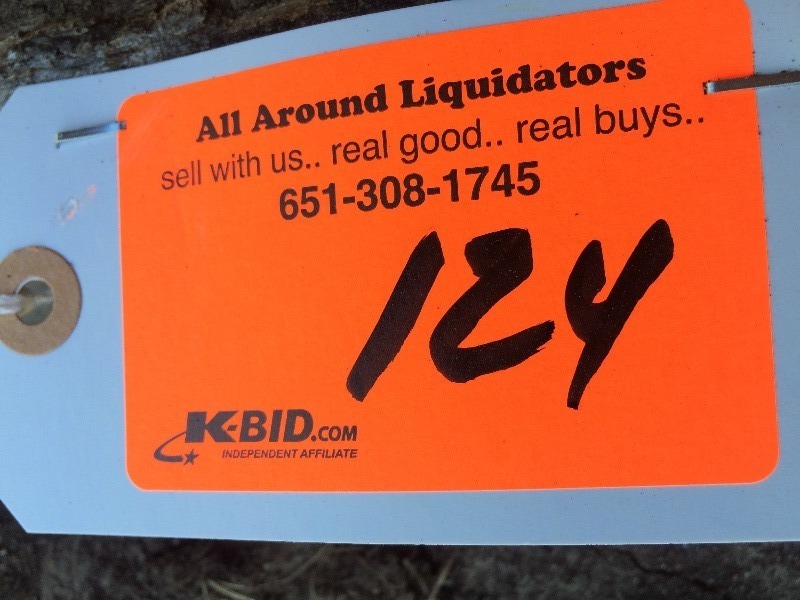 All Around Liquidators
sell with us.. real good.. real buys..
651-308-1745
124
K-BID.COM
INDEPENDENT AFFILIATE